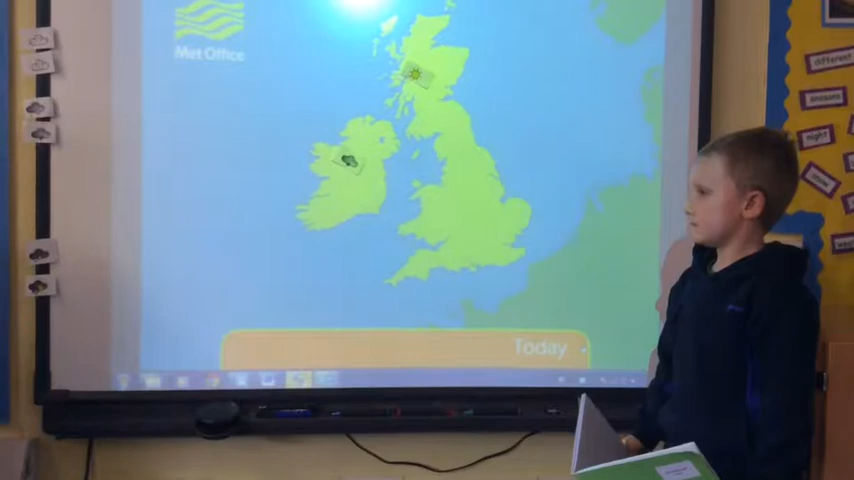 Met Office
different
seasons
night
snow
Today